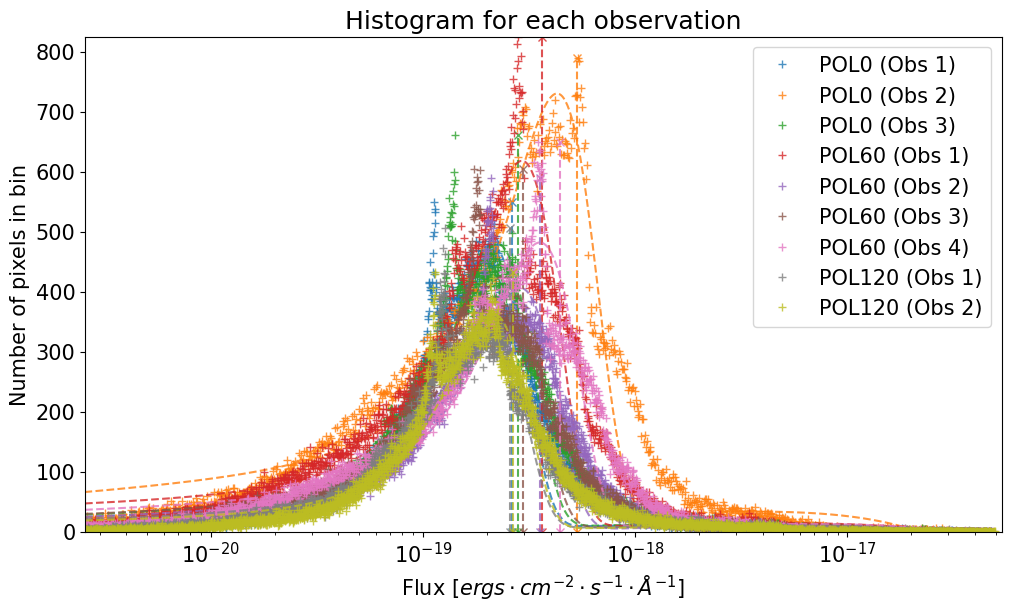 Histogram for each observation
Number of pixels in bin
800
700
600
500
400
300
200
100
0
POL0 (Obs 1)
POL0 (Obs 2)
POL0 (Obs 3)
POL60 (Obs 1)
POL60 (Obs 2)
POL60 (Obs 3)
POL60 (Obs 4)
POL120 (Obs 1)
POL120 (Obs 2)
10⁻²⁰ 10⁻¹⁹ 10⁻¹⁸ 10⁻¹⁷
Flux [ergs · cm⁻² · s⁻¹ · Å⁻¹]